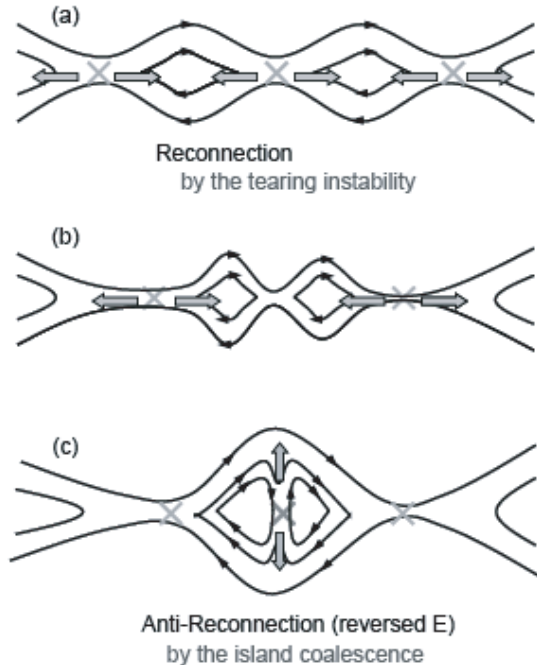 (a)
Reconnection
by the tearing instability
(b)
(c)
Anti-Reconnection (reversed E)
by the island coalescence